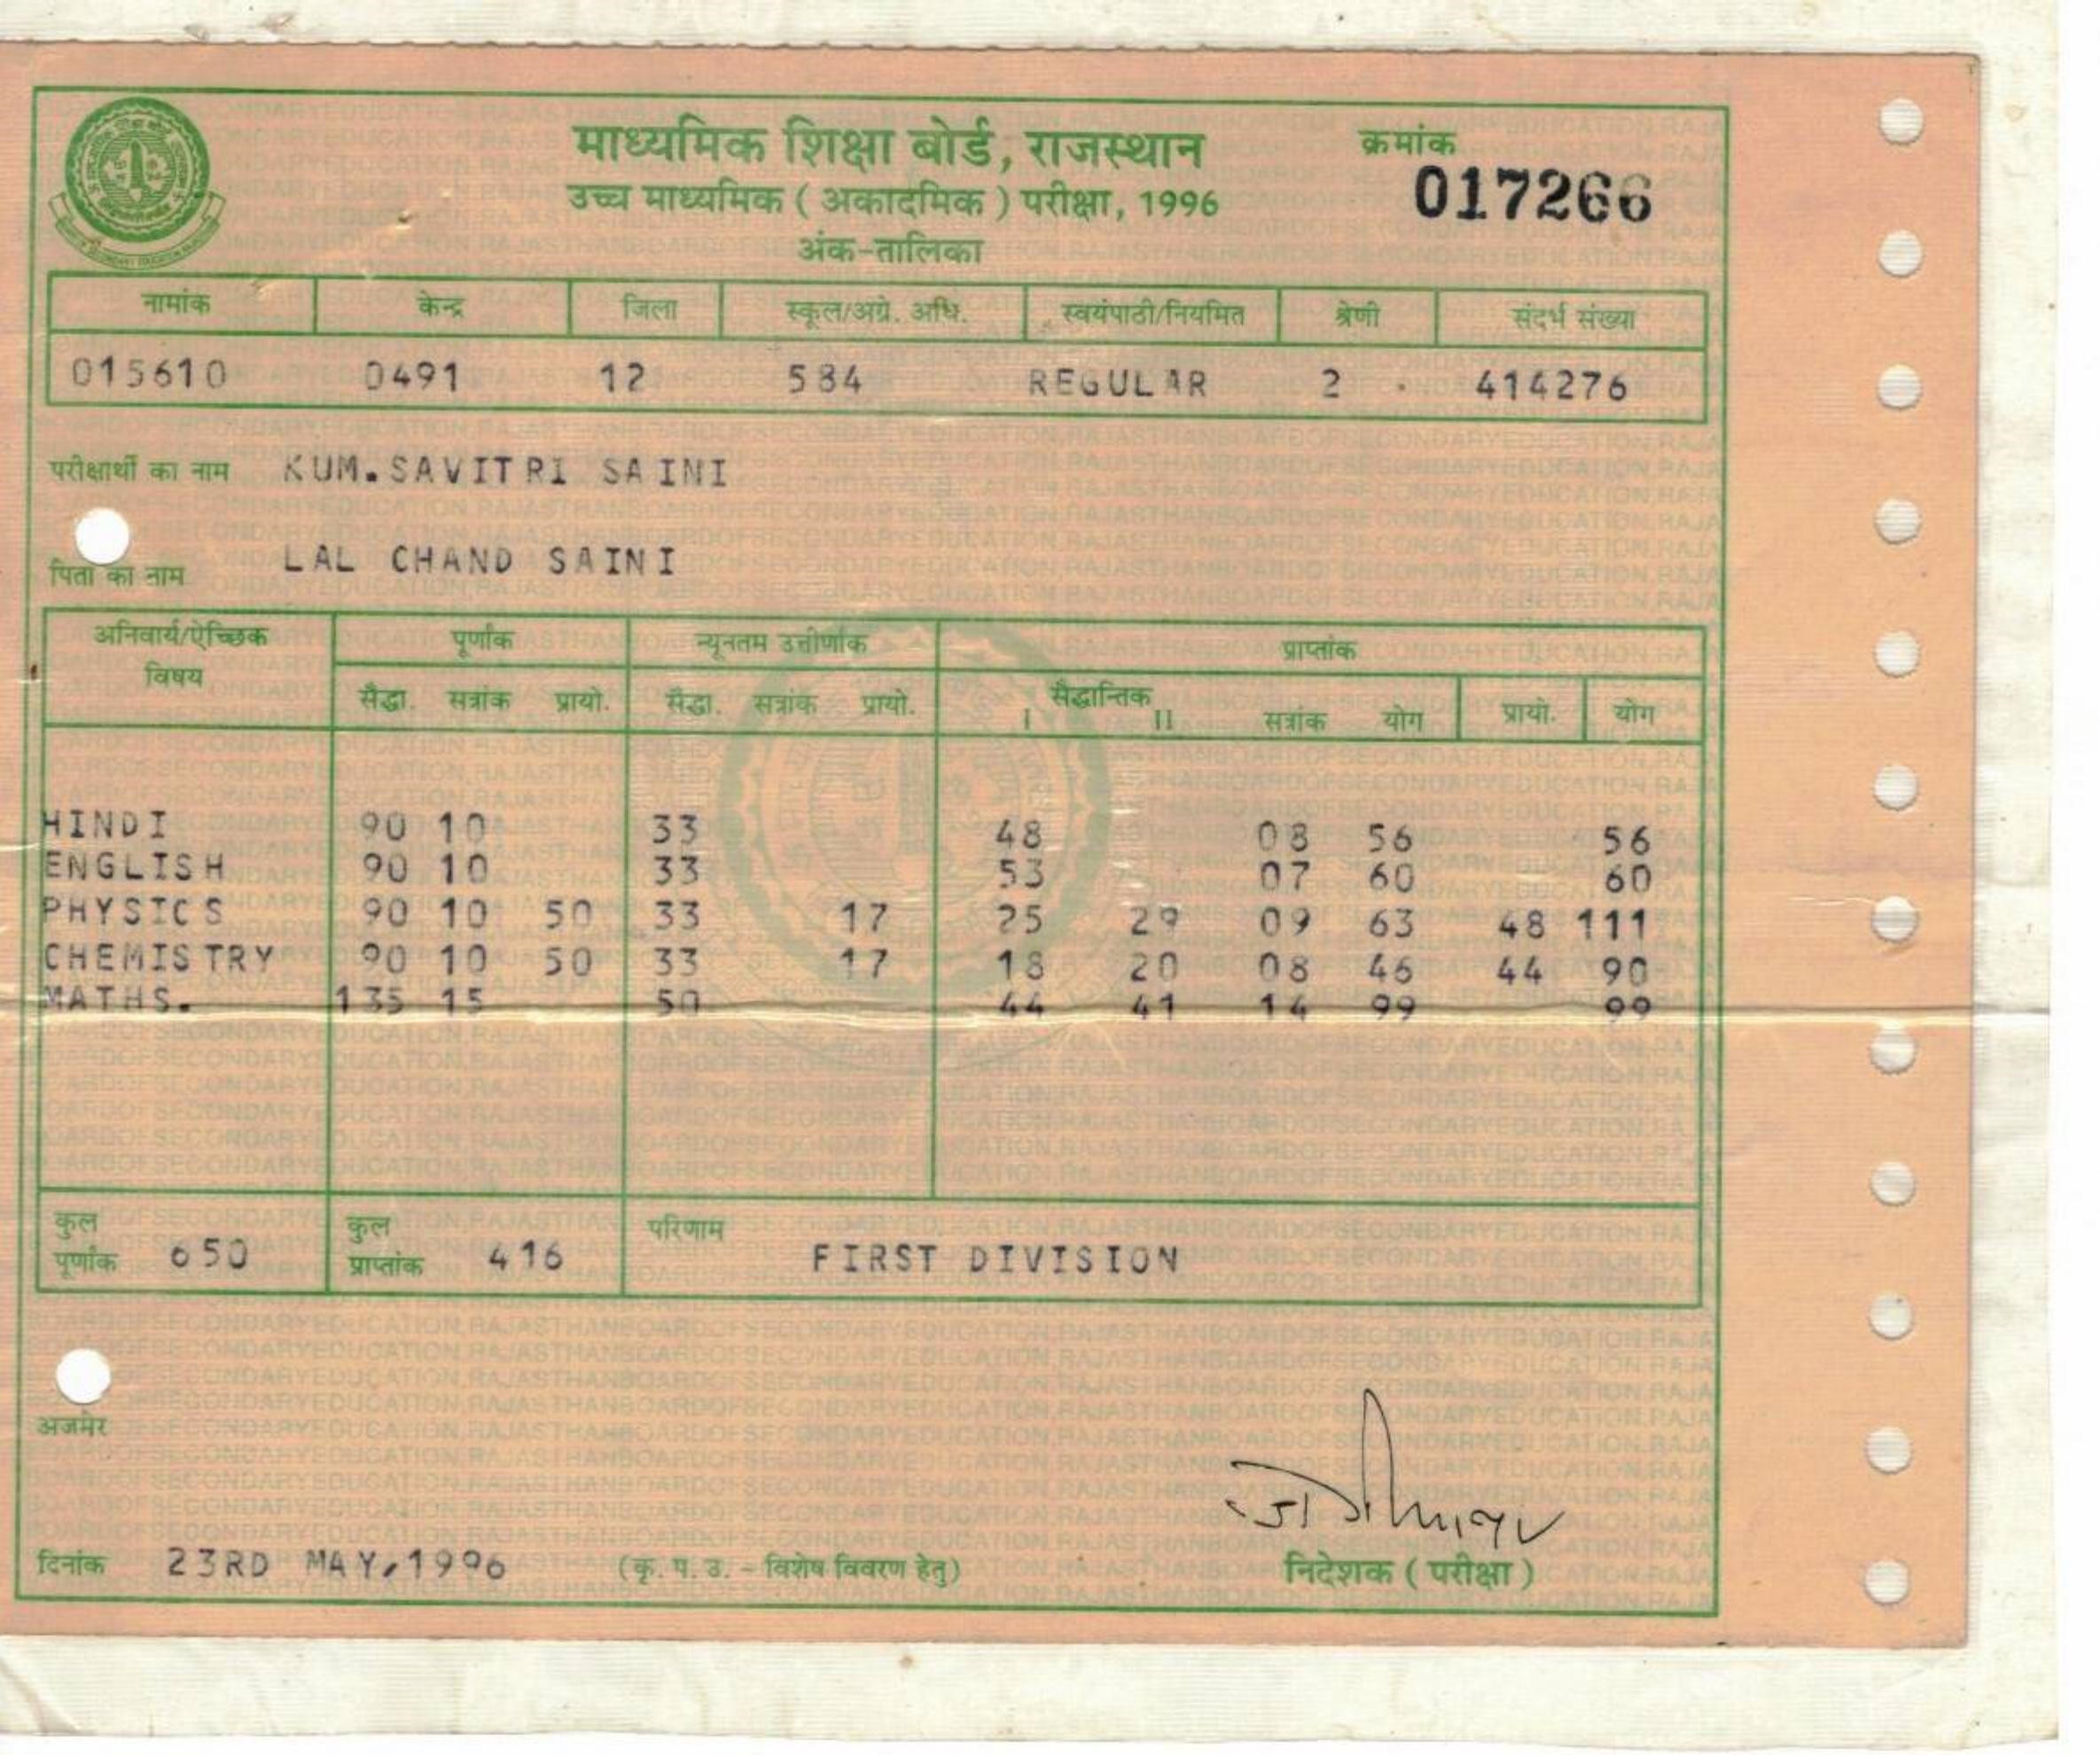 माध्यमिक शिक्षा बोर्ड, राजस्थान
क्रमांक
017266
उच्च माध्यमिक ( अकादमिक ) परीक्षा, 1996
अंक-तालिका
नामांक केन्द्र जिला स्कूल/अग्रे. अधि. स्वयंपाठी/नियमित श्रेणी संदर्भ संख्या
015610 0491 12 584 REGULAR 2 414276
परीक्षार्थी का नाम KUM.SAVITRI SAINI
पिता का नाम LAL CHAND SAINI
अनिवार्य/ऐच्छिक विषय पूर्णांक न्यूनतम उत्तीर्णांक प्राप्तांक
सैद्धा. सत्रांक प्रायो. सैद्धा. सत्रांक प्रायो. सैद्धान्तिक I II सत्रांक योग प्रायो. योग
HINDI 90 10 33 48 08 56 56
ENGLISH 90 10 33 53 07 60 60
PHYSICS 90 10 50 33 17 25 29 09 63 48 111
CHEMISTRY 90 10 50 33 17 18 20 08 46 44 90
MATHS. 135 15 50 44 41 14 99 99
कुल पूर्णांक 650 कुल प्राप्तांक 416 परिणाम FIRST DIVISION
अजमेर
दिनांक 23RD MAY,1996 (कृ. प. उ. - विशेष विवरण हेतु) निदेशक ( परीक्षा )